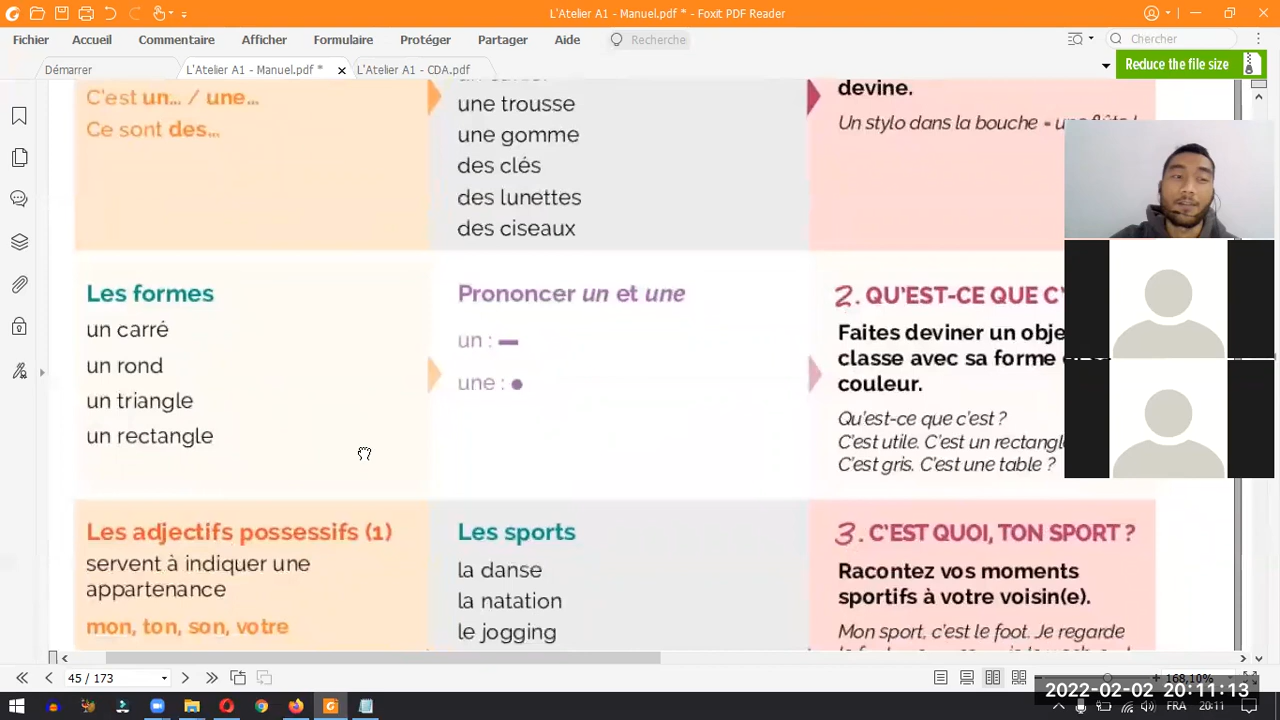 L'Atelier A1 - Manuel.pdf * - Foxit PDF Reader
Fichier
Accueil
Commentaire
Afficher
Formulaire
Protéger
Partager
Aide
Recherche
Chercher
Démarrer
L'Atelier A1 - Manuel.pdf *
L'Atelier A1 - CDA.pdf
Reduce the file size
C'est un... / une...
Ce sont des...
une trousse
une gomme
des clés
des lunettes
des ciseaux
devine.
Un stylo dans la bouche =
Les formes
un carré
un rond
un triangle
un rectangle
Prononcer un et une
un :
une :
2. QU'EST-CE QUE C'
Faites deviner un obje
classe avec sa forme
couleur.
Qu'est-ce que c'est ?
C'est utile. C'est un rectangl
C'est gris. C'est une table ?
Les adjectifs possessifs (1)
servent à indiquer une
appartenance
mon, ton, son, votre
Les sports
la danse
la natation
le jogging
3. C'EST QUOI, TON SPORT ?
Racontez vos moments
sportifs à votre voisin(e).
Mon sport, c'est le foot. Je regarde
45 / 173
168,10%
2022-02-02 20:11:13
FRA
20:11